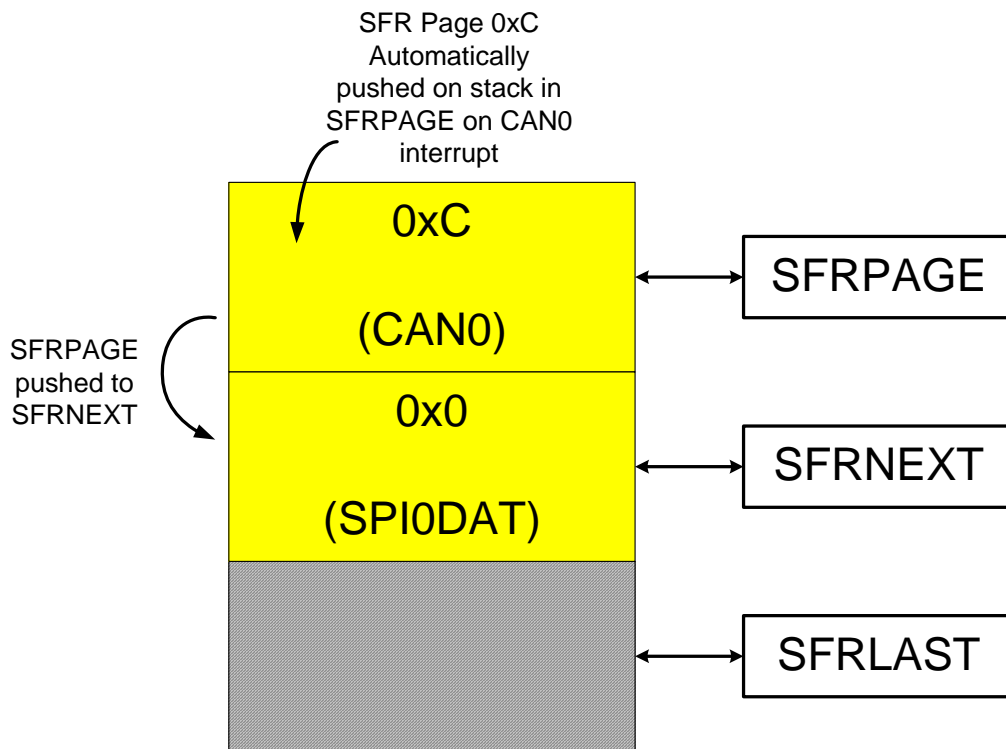 SFR Page 0xC
Automatically
pushed on stack in
SFRPAGE on CAN0
interrupt
0xC
(CAN0)
SFRPAGE
SFRPAGE
pushed to
SFRNEXT
0x0
(SPI0DAT)
SFRNEXT
SFRLAST